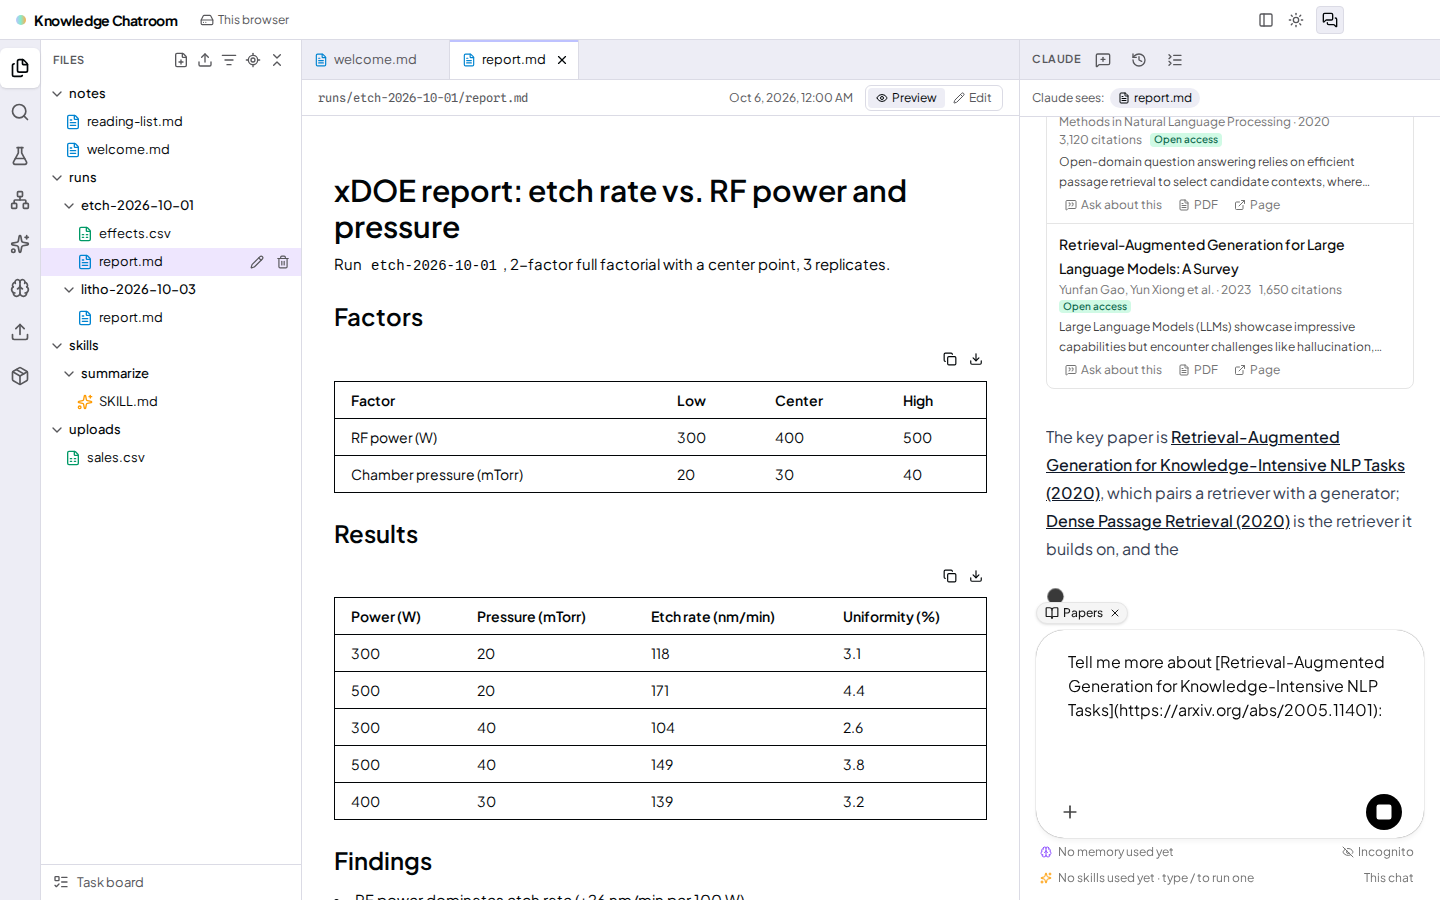 Knowledge Chatroom
This browser
FILES
notes
reading-list.md
welcome.md
runs
etch-2026-10-01
effects.csv
report.md
litho-2026-10-03
report.md
skills
summarize
SKILL.md
uploads
sales.csv
Task board
welcome.md
report.md
runs/etch-2026-10-01/report.md
Oct 6, 2026, 12:00 AM
Preview
Edit
xDOE report: etch rate vs. RF power and
pressure
Run etch-2026-10-01 , 2-factor full factorial with a center point, 3 replicates.
Factors
Factor Low Center High
RF power (W) 300 400 500
Chamber pressure (mTorr) 20 30 40
Results
Power (W) Pressure (mTorr) Etch rate (nm/min) Uniformity (%)
300 20 118 3.1
500 20 171 4.4
300 40 104 2.6
500 40 149 3.8
400 30 139 3.2
Findings
RF power dominates etch rate (+26 nm/min per 100 W)
CLAUDE
Claude sees: report.md
Methods in Natural Language Processing · 2020
3,120 citations Open access
Open-domain question answering relies on efficient
passage retrieval to select candidate contexts, where…
Ask about this PDF Page
Retrieval-Augmented Generation for Large
Language Models: A Survey
Yunfan Gao, Yun Xiong et al. · 2023 1,650 citations
Open access
Large Language Models (LLMs) showcase impressive
capabilities but encounter challenges like hallucination,…
Ask about this PDF Page
The key paper is Retrieval-Augmented
Generation for Knowledge-Intensive NLP Tasks
(2020), which pairs a retriever with a generator;
Dense Passage Retrieval (2020) is the retriever it
builds on, and the
Papers
Tell me more about [Retrieval-Augmented
Generation for Knowledge-Intensive NLP
Tasks](https://arxiv.org/abs/2005.11401):
No memory used yet
Incognito
No skills used yet · type / to run one
This chat